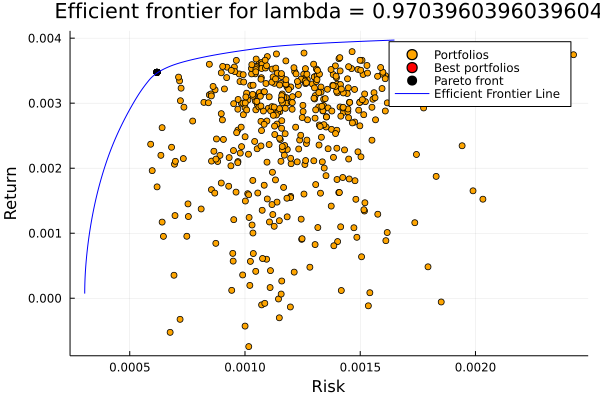 Efficient frontier for lambda = 0.9703960396039604
0.004
0.003
0.002
0.001
0.000
Return
Portfolios
Best portfolios
Pareto front
Efficient Frontier Line
0.0005
0.0010
0.0015
0.0020
Risk